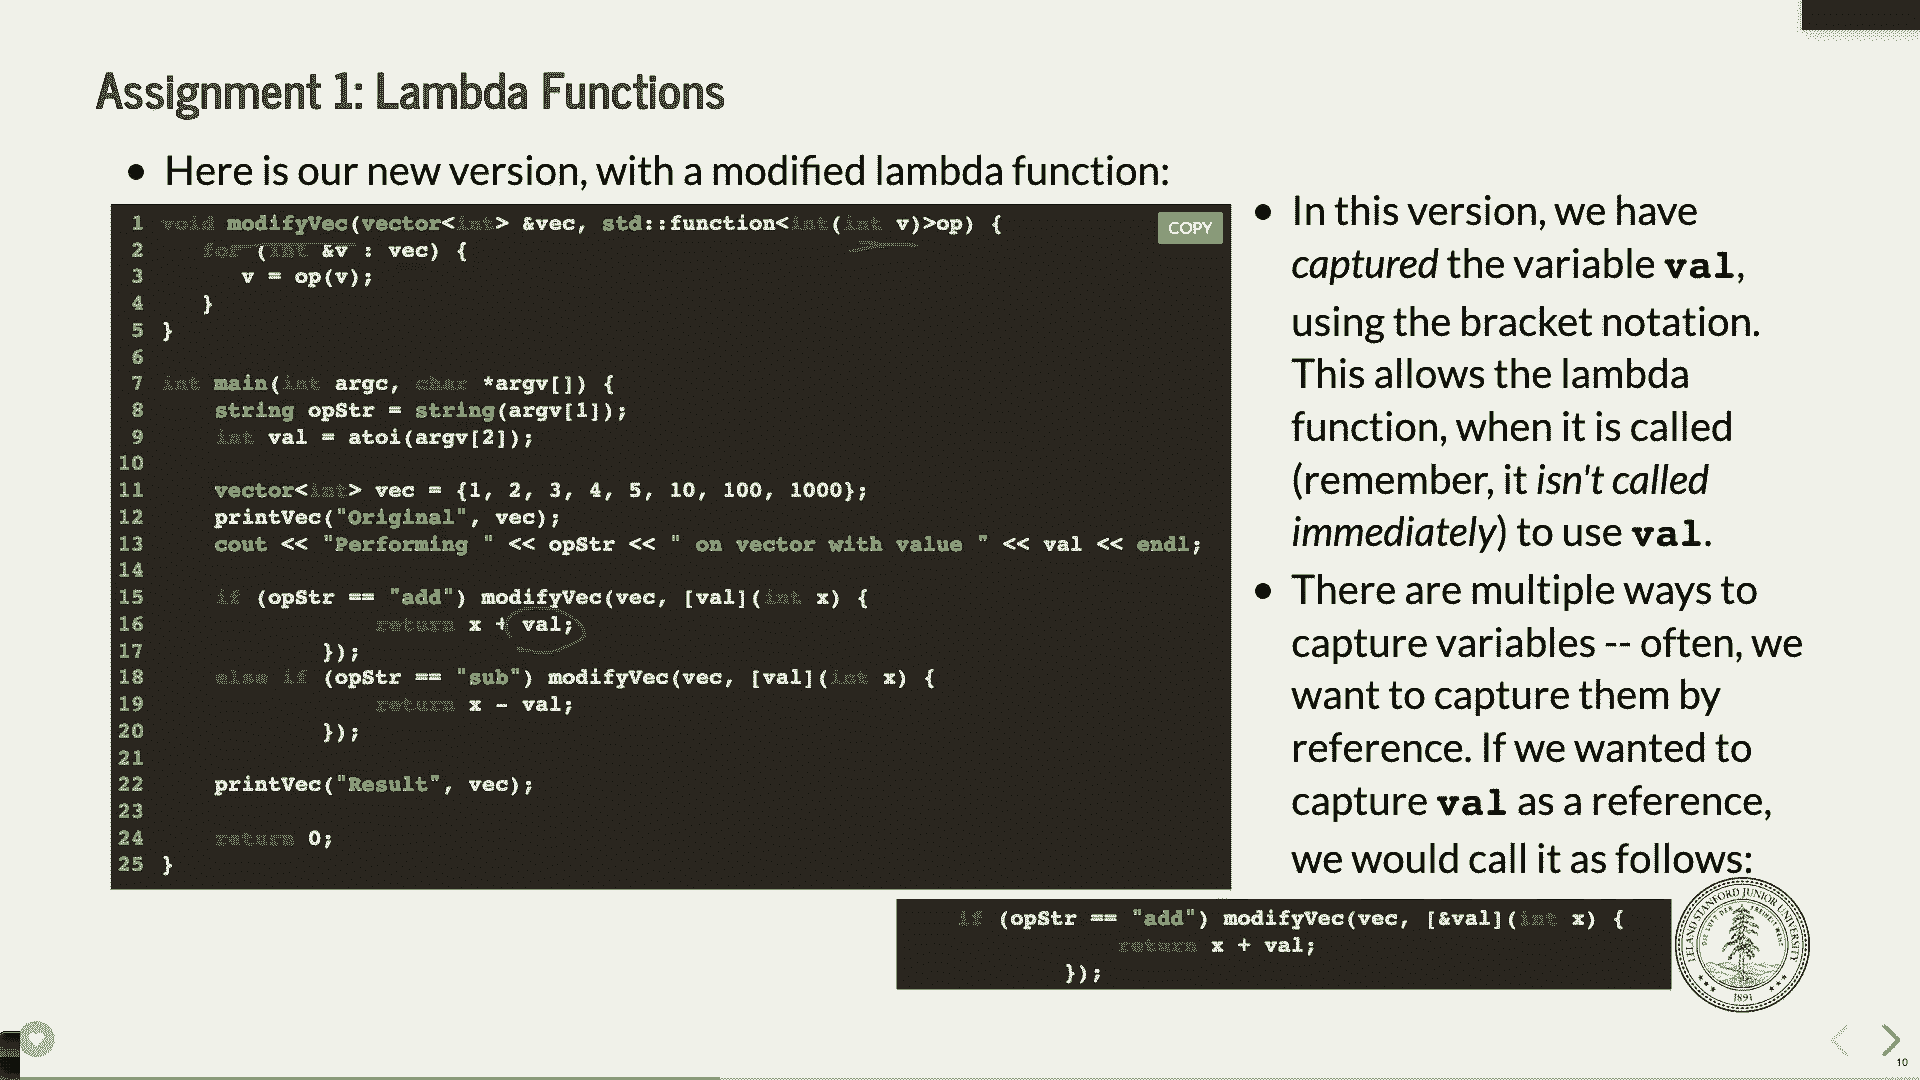 Assignment 1: Lambda Functions
• Here is our new version, with a modified lambda function:
1 void modifyVec(vector<int> &vec, std::function<int(int v)>op) {
2    for (int &v : vec) {
3       v = op(v);
4    }
5 }
6
7 int main(int argc, char *argv[]) {
8     string opStr = string(argv[1]);
9     int val = atoi(argv[2]);
10
11     vector<int> vec = {1, 2, 3, 4, 5, 10, 100, 1000};
12     printVec("Original", vec);
13     cout << "Performing " << opStr << " on vector with value " << val << endl;
14
15     if (opStr == "add") modifyVec(vec, [val](int x) {
16                 return x + val;
17             });
18     else if (opStr == "sub") modifyVec(vec, [val](int x) {
19                 return x - val;
20             });
21
22     printVec("Result", vec);
23
24     return 0;
25 }
COPY
• In this version, we have
captured the variable val,
using the bracket notation.
This allows the lambda
function, when it is called
(remember, it isn't called
immediately) to use val.
• There are multiple ways to
capture variables -- often, we
want to capture them by
reference. If we wanted to
capture val as a reference,
we would call it as follows:
if (opStr == "add") modifyVec(vec, [&val](int x) {
            return x + val;
        });
LELAND STANFORD JUNIOR UNIVERSITY
1891
10